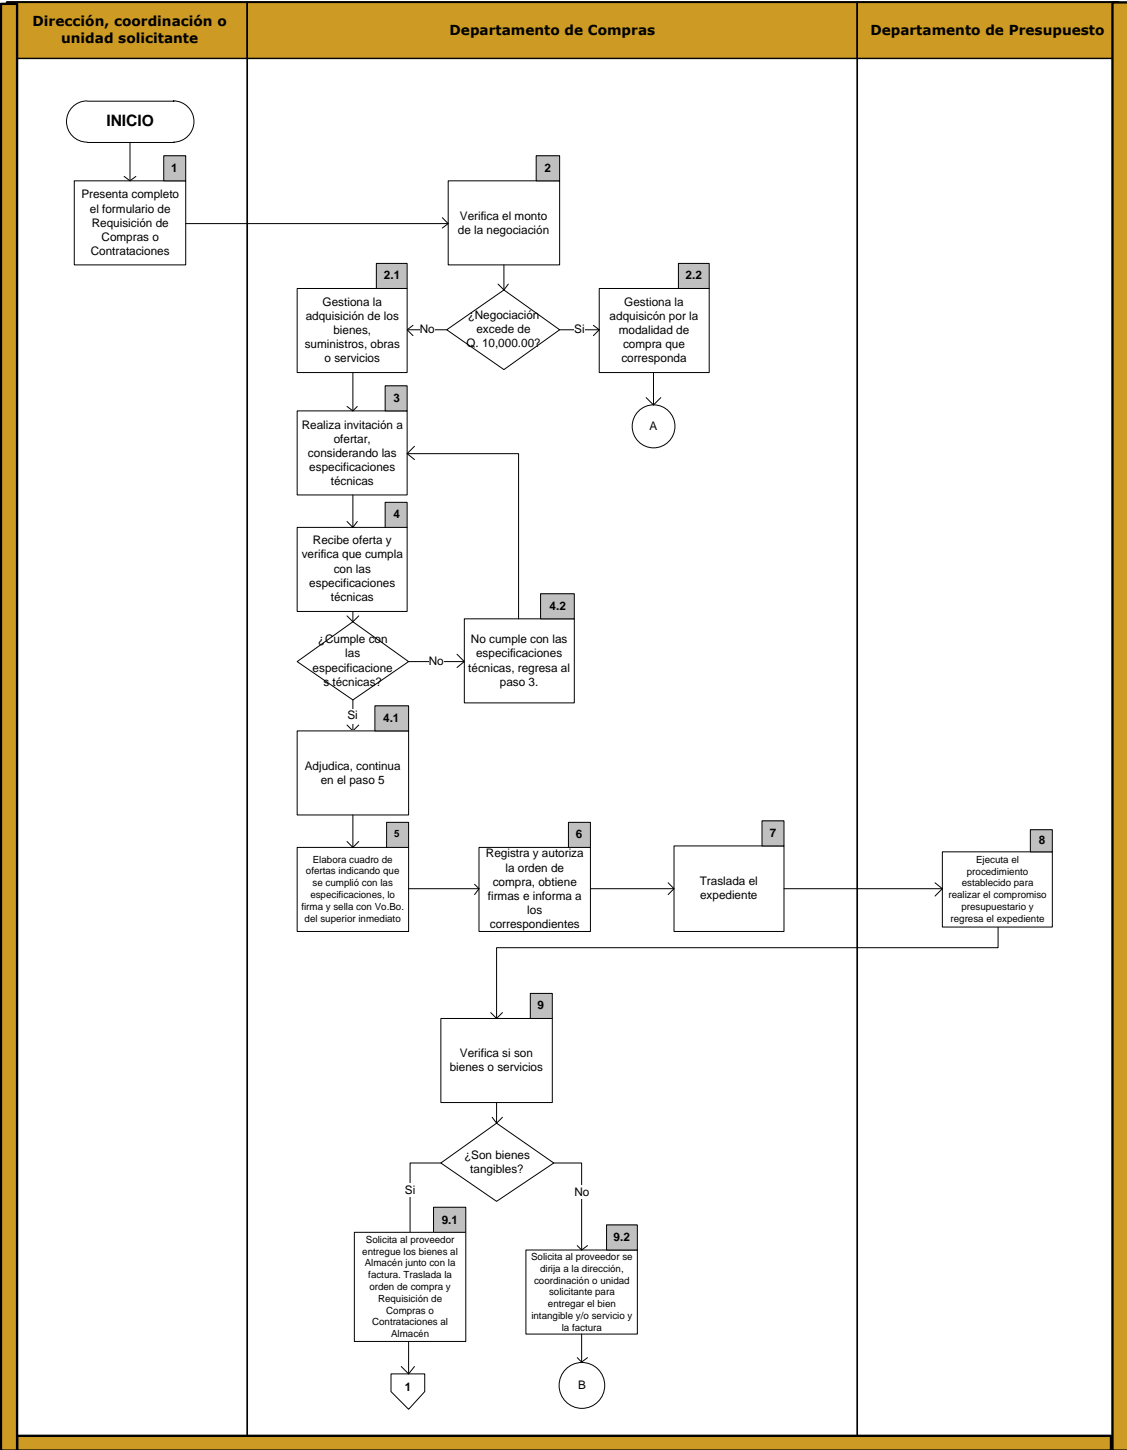 Dirección, coordinación o
unidad solicitante
Departamento de Compras
Departamento de Presupuesto
INICIO
1
Presenta completo
el formulario de
Requisición de
Compras o
Contrataciones
2
Verifica el monto
de la negociación
2.1
Gestiona la
adquisición de los
bienes,
suministros, obras
o servicios
No
¿Negociación
excede de
Q. 10,000.00?
Si
2.2
Gestiona la
adquisicón por la
modalidad de
compra que
corresponda
A
3
Realiza invitación a
ofertar,
considerando las
especificaciones
técnicas
4
Recibe oferta y
verifica que cumpla
con las
especificaciones
técnicas
¿Cumple con
las
especificacione
s técnicas?
No
4.2
No cumple con las
especificaciones
técnicas, regresa al
paso 3.
Si
4.1
Adjudica, continua
en el paso 5
5
Elabora cuadro de
ofertas indicando que
se cumplió con las
especificaciones, lo
firma y sella con Vo.Bo.
del superior inmediato
6
Registra y autoriza
la orden de
compra, obtiene
firmas e informa a
los
correspondientes
7
Traslada el
expediente
8
Ejecuta el
procedimiento
establecido para
realizar el compromiso
presupuestario y
regresa el expediente
9
Verifica si son
bienes o servicios
¿Son bienes
tangibles?
Si
No
9.1
Solicita al proveedor
entregue los bienes al
Almacén junto con la
factura. Traslada la
orden de compra y
Requisición de
Compras o
Contrataciones al
Almacén
1
9.2
Solicita al proveedor se
dirija a la dirección,
coordinación o unidad
solicitante para
entregar el bien
intangible y/o servicio y
la factura
B